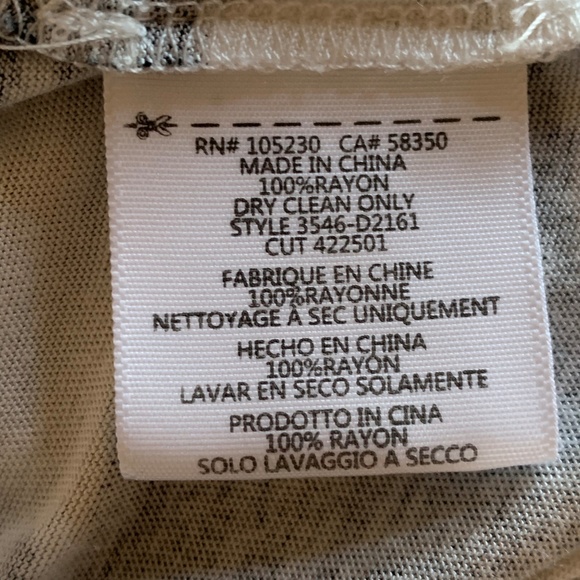 RN# 105230 CA# 58350
MADE IN CHINA
100%RAYON
DRY CLEAN ONLY
STYLE 3546-D2161
CUT 422501
FABRIQUE EN CHINE
100%RAYONNE
NETTOYAGE À SEC UNIQUEMENT
HECHO EN CHINA
100%RAYÓN
LAVAR EN SECO SOLAMENTE
PRODOTTO IN CINA
100% RAYON
SOLO LAVAGGIO A SECCO